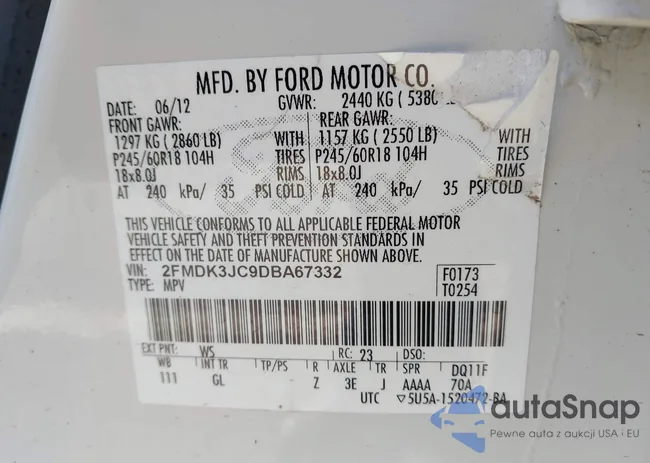 MFD. BY FORD MOTOR CO.
DATE: 06/12 GVWR: 2440 KG ( 538
FRONT GAWR: REAR GAWR:
1297 KG ( 2860 LB) WITH 1157 KG ( 2550 LB) WITH
P245/60R18 104H TIRES P245/60R18 104H TIRES
18x8.0J RIMS 18x8.0J RIMS
AT 240 kPa/ 35 PSI COLD AT 240 kPa/ 35 PSI COLD
THIS VEHICLE CONFORMS TO ALL APPLICABLE FEDERAL MOTOR
VEHICLE SAFETY AND THEFT PREVENTION STANDARDS IN
EFFECT ON THE DATE OF MANUFACTURE SHOWN ABOVE.
VIN: 2FMDK3JC9DBA67332 F0173
TYPE: MPV T0254
EXT PNT: WS RC: 23 DSO:
WB INT TR TP/PS R AXLE TR SPR DQ11F
111 GL Z 3E J AAAA 70A
UTC ▽5U5A-1520472-BA
autaSnap
Pewne auta z aukcji USA i EU